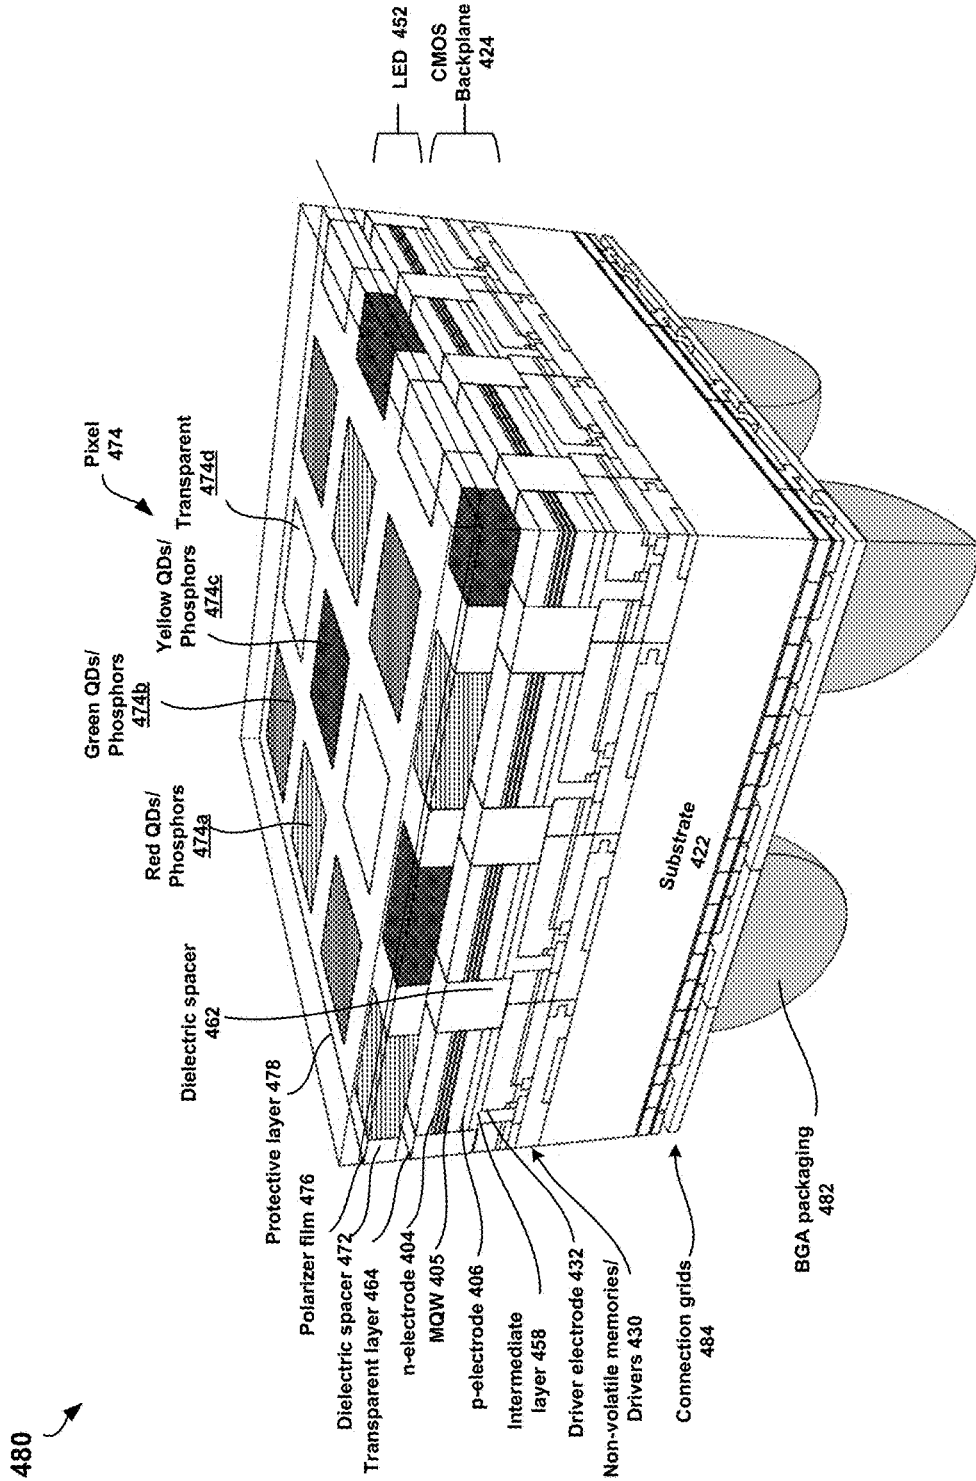 480
Protective layer 478
Polarizer film 476
Dielectric spacer 472
Transparent layer 464
n-electrode 404
MQW 405
p-electrode 406
Intermediate
layer 458
Driver electrode 432
Non-volatile memories/
Drivers 430
Connection grids
484
BGA packaging
482
Dielectric spacer
462
Red QDs/
Phosphors
474a
Green QDs/
Phosphors
474b
Yellow QDs/
Phosphors
474c
Transparent
474d
Pixel
474
LED 452
CMOS
Backplane
424
Substrate
422